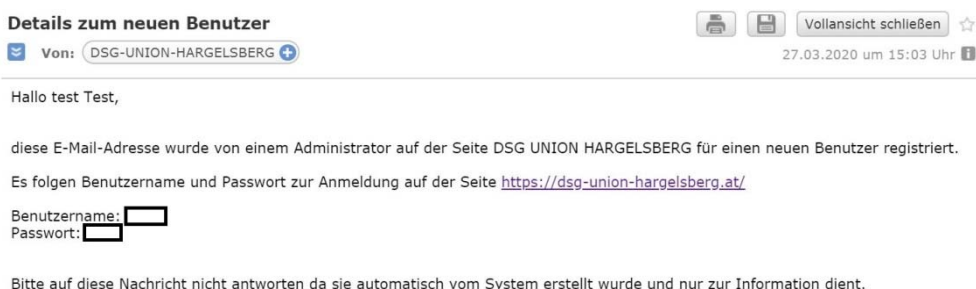 Details zum neuen Benutzer
Vollansicht schließen
Von: DSG-UNION-HARGELSBERG
27.03.2020 um 15:03 Uhr
Hallo test Test,
diese E-Mail-Adresse wurde von einem Administrator auf der Seite DSG UNION HARGELSBERG für einen neuen Benutzer registriert.
Es folgen Benutzername und Passwort zur Anmeldung auf der Seite https://dsg-union-hargelsberg.at/
Benutzername:
Passwort:
Bitte auf diese Nachricht nicht antworten da sie automatisch vom System erstellt wurde und nur zur Information dient.